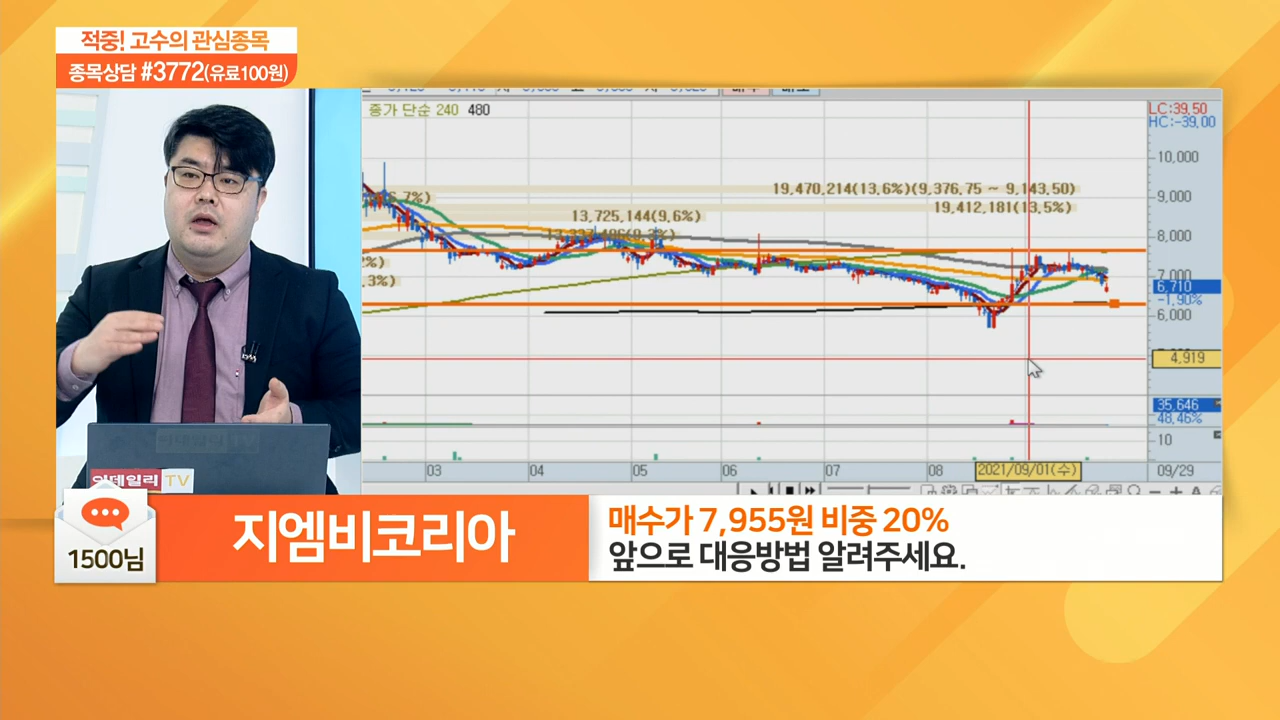 적중! 고수의 관심종목
종목상담 #3772(유료100원)
종가 단순 240 480
LC:39.50
HC:-39.00
10,000
19,470,214(13.6%)(9,376.75 ~ 9,143.50)
9,000
19,412,181(13.5%)
13,725,144(9.6%)
8,000
7,000
6,710
-1.90%
6,000
4,919
35,646
48.46%
10
03 04 05 06 07 08 2021/09/01(수) 09/29
이데일리 TV
1500님
지엠비코리아
매수가 7,955원 비중 20%
앞으로 대응방법 알려주세요.